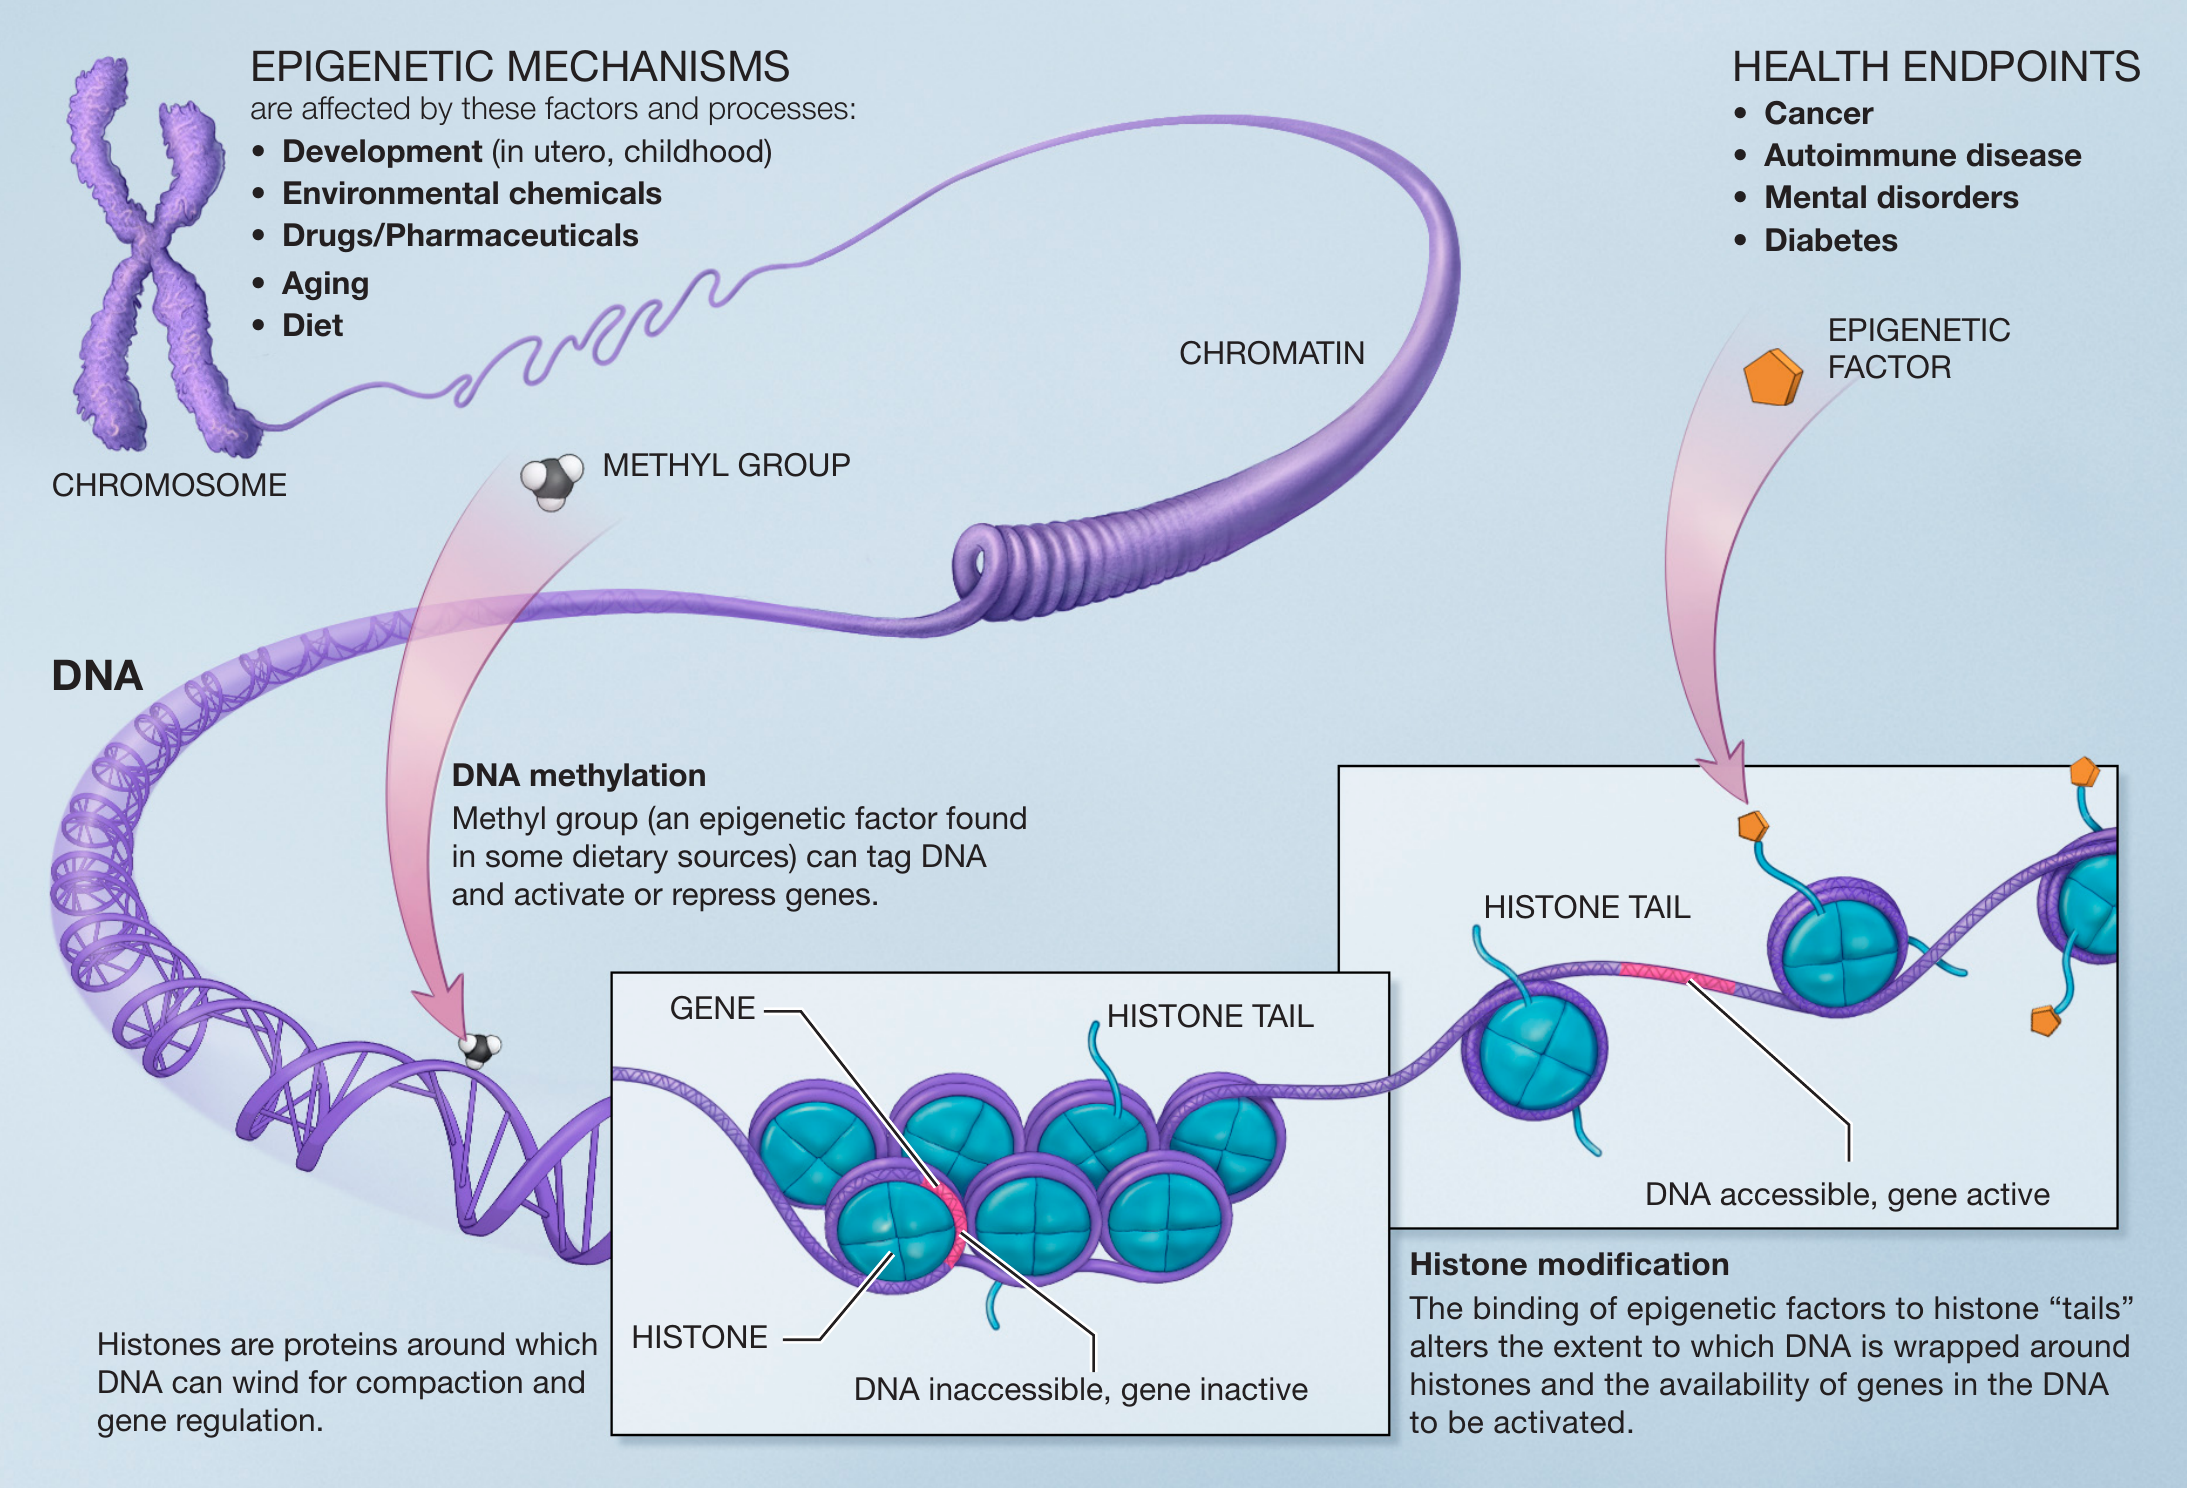 EPIGENETIC MECHANISMS
are affected by these factors and processes:
• Development (in utero, childhood)
• Environmental chemicals
• Drugs/Pharmaceuticals
• Aging
• Diet
HEALTH ENDPOINTS
• Cancer
• Autoimmune disease
• Mental disorders
• Diabetes
EPIGENETIC
FACTOR
CHROMATIN
CHROMOSOME
METHYL GROUP
DNA
DNA methylation
Methyl group (an epigenetic factor found
in some dietary sources) can tag DNA
and activate or repress genes.
HISTONE TAIL
GENE
HISTONE TAIL
DNA accessible, gene active
HISTONE
DNA inaccessible, gene inactive
Histones are proteins around which
DNA can wind for compaction and
gene regulation.
Histone modification
The binding of epigenetic factors to histone “tails”
alters the extent to which DNA is wrapped around
histones and the availability of genes in the DNA
to be activated.